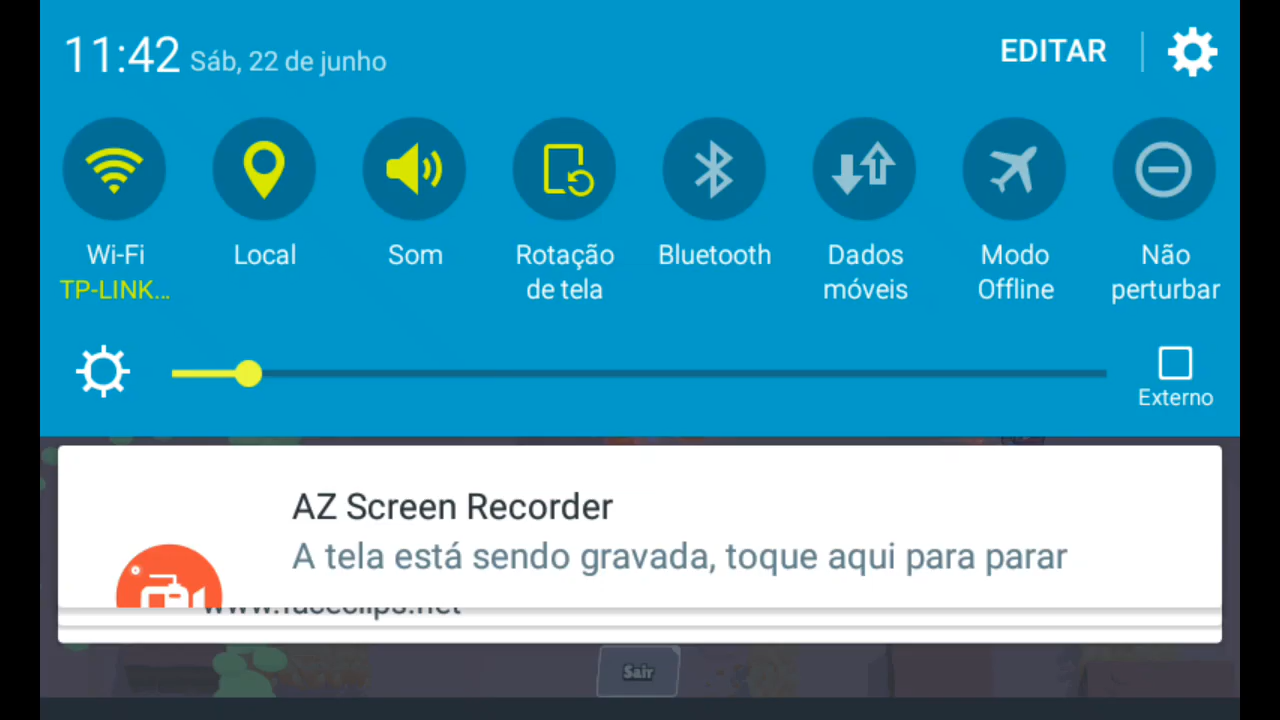 11:42 Sáb, 22 de junho EDITAR
Wi-Fi Local Som Rotação de tela Bluetooth Dados móveis Modo Offline Não perturbar
TP-LINK...
Externo
AZ Screen Recorder
A tela está sendo gravada, toque aqui para parar
Sair